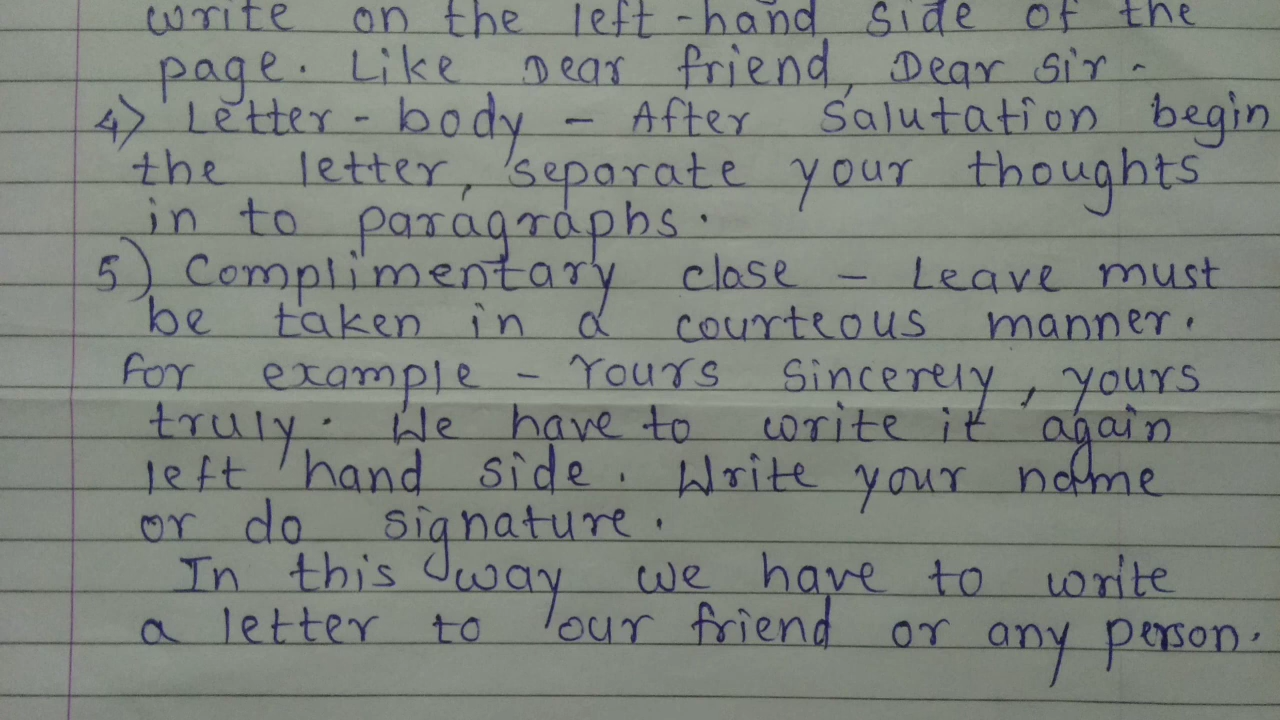 write on the left-hand side of the
page. Like Dear friend, Dear sir.
4) Letter-body - After Salutation begin
the letter, separate your thoughts
in to paragraphs.
5) Complimentary close - Leave must
be taken in a courteous manner.
For example - Yours sincerely, yours
truly. We have to write it again
left hand side. Write your name
or do signature.
In this way we have to write
a letter to our friend or any person.